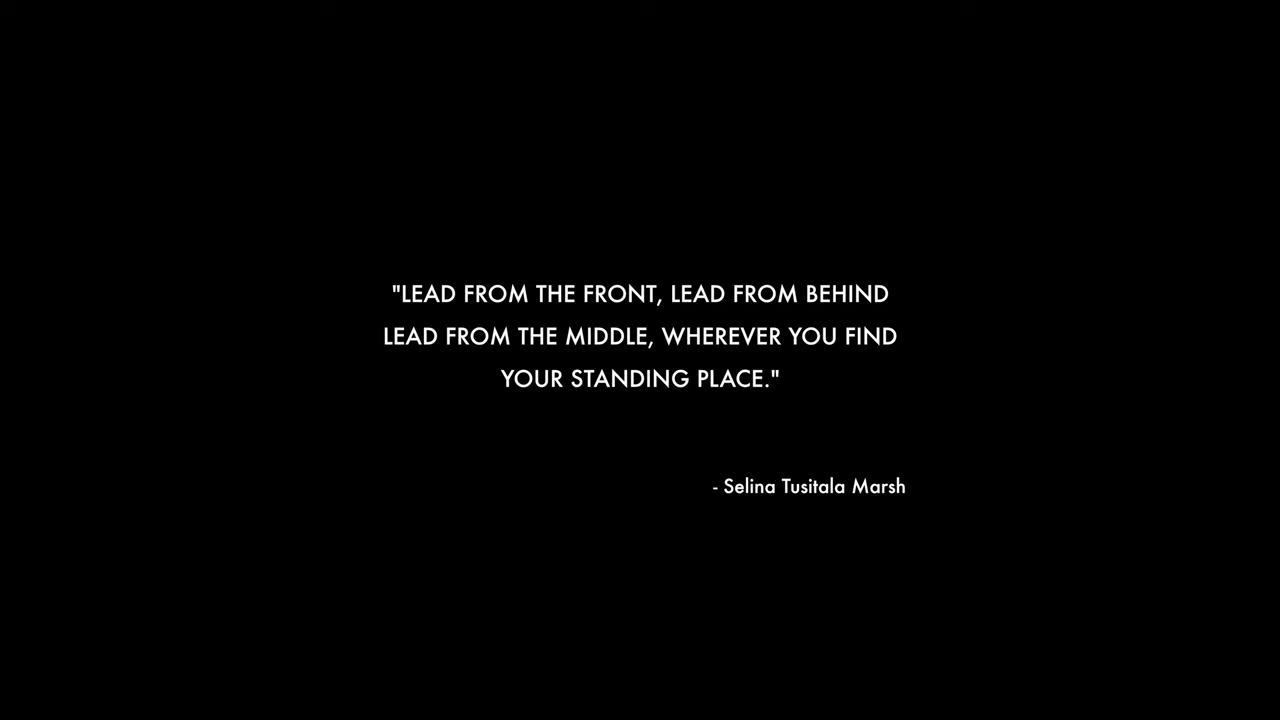 "LEAD FROM THE FRONT, LEAD FROM BEHIND
LEAD FROM THE MIDDLE, WHEREVER YOU FIND
YOUR STANDING PLACE."
- Selina Tusitala Marsh